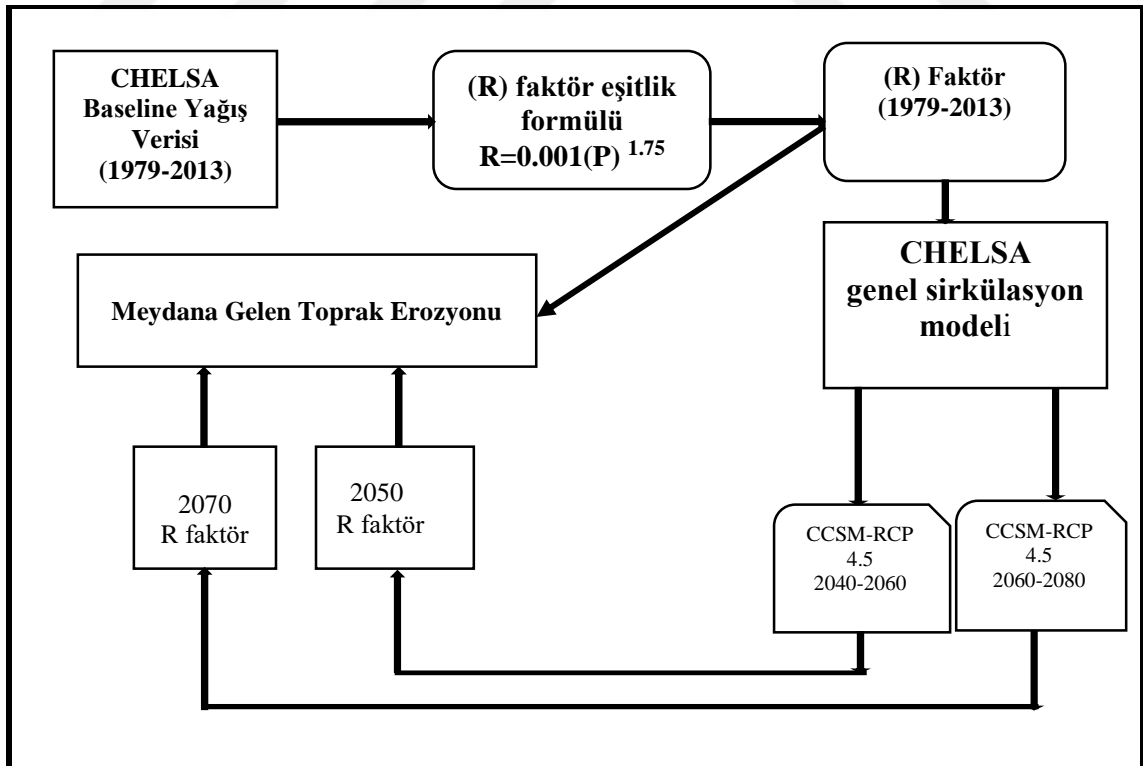 CHELSA
Baseline Yağış
Verisi
(1979-2013)
(R) faktör eşitlik
formülü
R=0.001(P) 1.75
(R) Faktör
(1979-2013)
CHELSA
genel sirkülasyon
modeli
Meydana Gelen Toprak Erozyonu
2070
R faktör
2050
R faktör
CCSM-RCP
4.5
2040-2060
CCSM-RCP
4.5
2060-2080